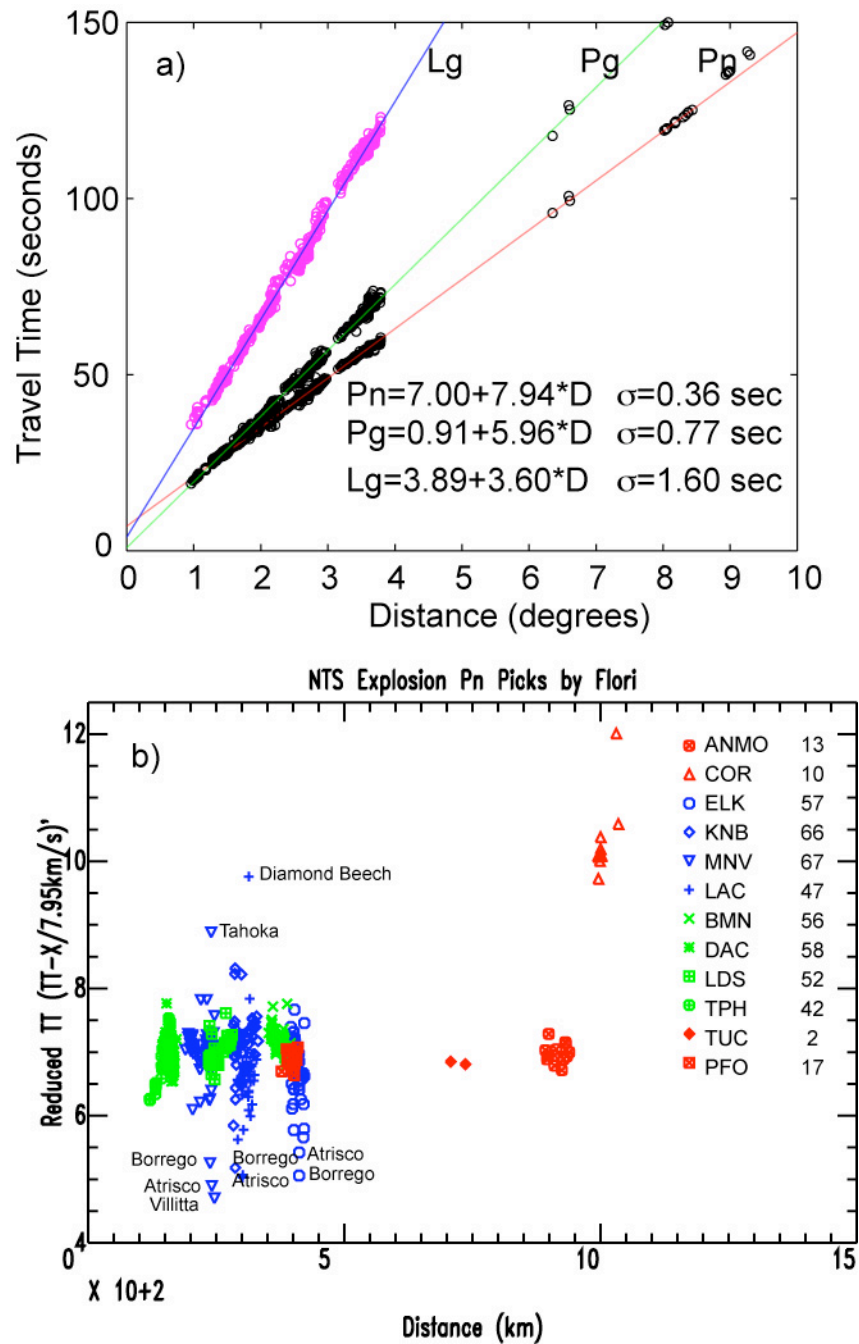 150
a)
Lg Pg Pn
100
50
0
Travel Time (seconds)
Pn=7.00+7.94*D σ=0.36 sec
Pg=0.91+5.96*D σ=0.77 sec
Lg=3.89+3.60*D σ=1.60 sec
0 1 2 3 4 5 6 7 8 9 10
Distance (degrees)
NTS Explosion Pn Picks by Flori
12
10
8
6
4
Reduced TT (TT-X/7.95km/s)'
b)
ANMO 13
COR 10
ELK 57
KNB 66
MNV 67
LAC 47
BMN 56
DAC 58
LDS 52
TPH 42
TUC 2
PFO 17
Diamond Beech
Tahoka
Borrego Borrego Atrisco
Atrisco Atrisco Borrego
Villitta
5 10 15
X 10+2
Distance (km)